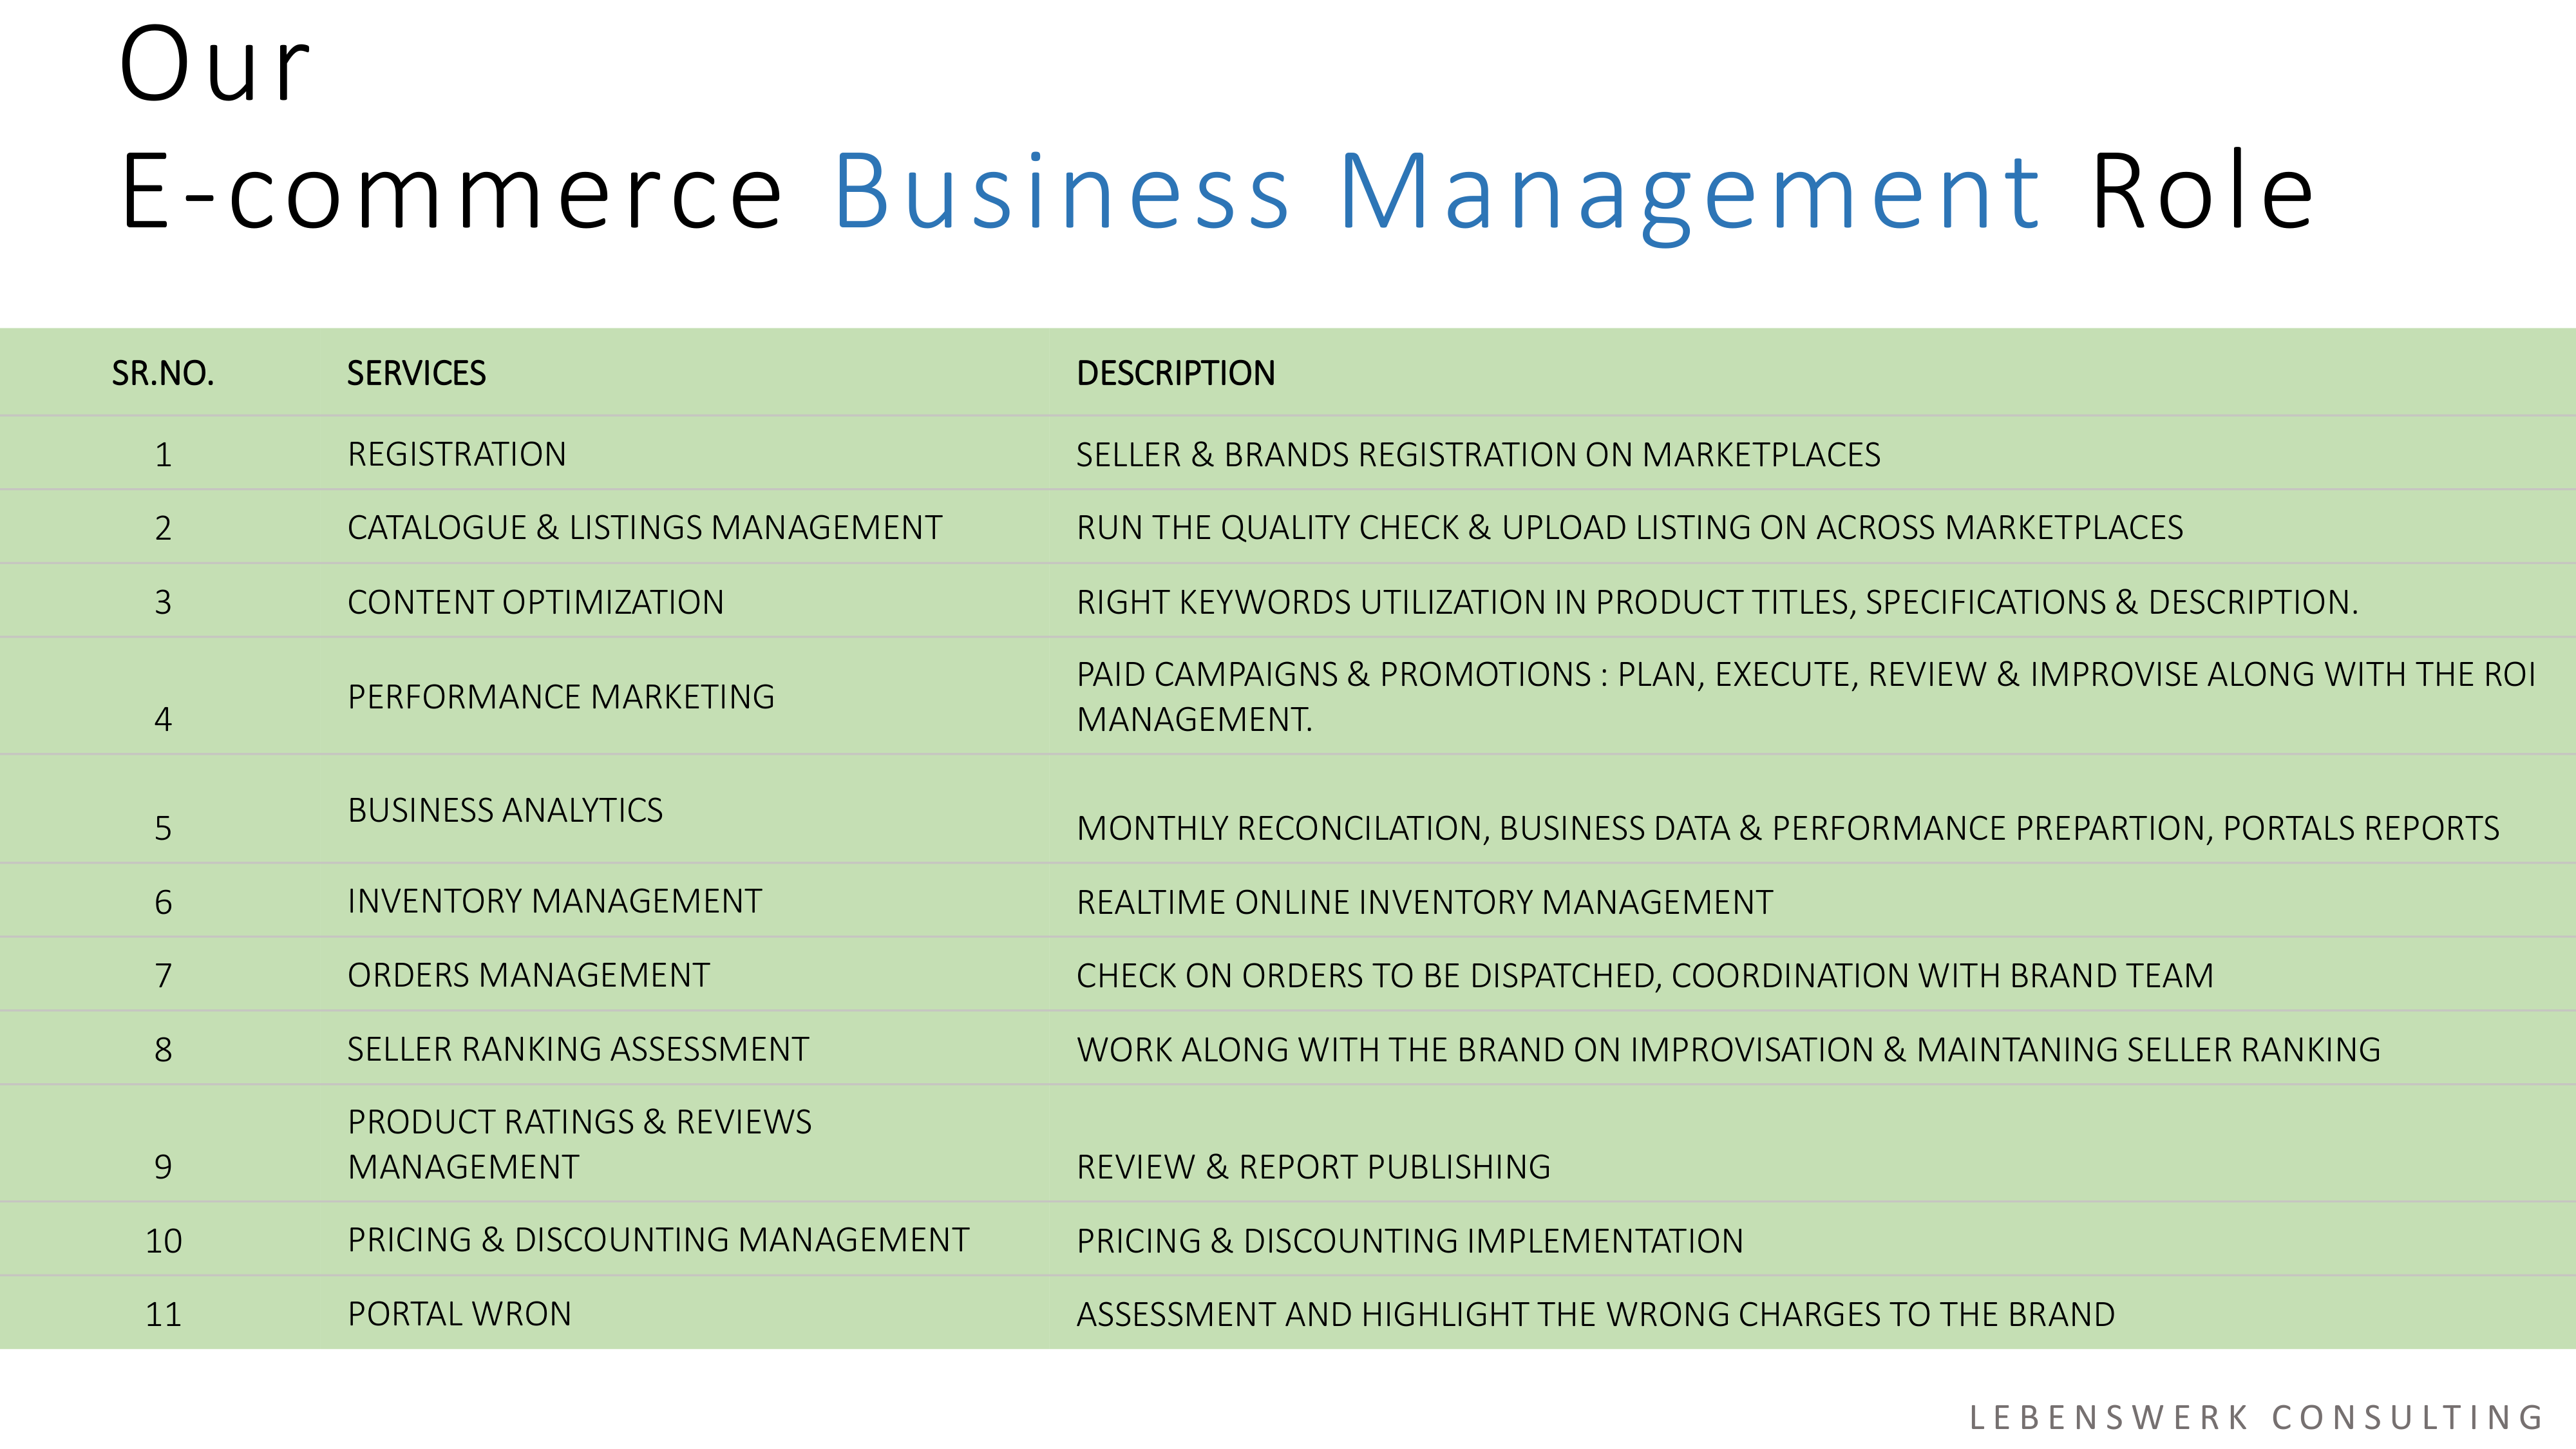 Our
E-commerce Business Management Role
SR.NO. SERVICES DESCRIPTION
1 REGISTRATION SELLER & BRANDS REGISTRATION ON MARKETPLACES
2 CATALOGUE & LISTINGS MANAGEMENT RUN THE QUALITY CHECK & UPLOAD LISTING ON ACROSS MARKETPLACES
3 CONTENT OPTIMIZATION RIGHT KEYWORDS UTILIZATION IN PRODUCT TITLES, SPECIFICATIONS & DESCRIPTION.
4 PERFORMANCE MARKETING PAID CAMPAIGNS & PROMOTIONS : PLAN, EXECUTE, REVIEW & IMPROVISE ALONG WITH THE ROI
MANAGEMENT.
5 BUSINESS ANALYTICS MONTHLY RECONCILATION, BUSINESS DATA & PERFORMANCE PREPARTION, PORTALS REPORTS
6 INVENTORY MANAGEMENT REALTIME ONLINE INVENTORY MANAGEMENT
7 ORDERS MANAGEMENT CHECK ON ORDERS TO BE DISPATCHED, COORDINATION WITH BRAND TEAM
8 SELLER RANKING ASSESSMENT WORK ALONG WITH THE BRAND ON IMPROVISATION & MAINTANING SELLER RANKING
9 PRODUCT RATINGS & REVIEWS
MANAGEMENT REVIEW & REPORT PUBLISHING
10 PRICING & DISCOUNTING MANAGEMENT PRICING & DISCOUNTING IMPLEMENTATION
11 PORTAL WRON ASSESSMENT AND HIGHLIGHT THE WRONG CHARGES TO THE BRAND
LEBENSWERK CONSULTING